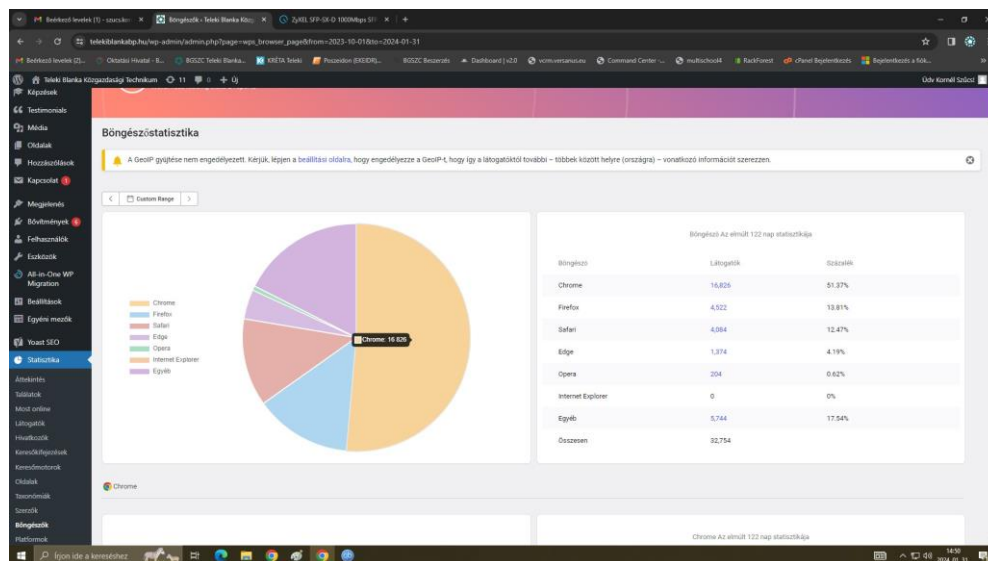 Beérkező levelek (1) - szucs.kor
Böngészők ‹ Teleki Blanka Közg
ZyXEL SFP-SX-D 1000Mbps SFP
telekiblankabp.hu/wp-admin/admin.php?page=wps_browser_page&from=2023-10-01&to=2024-01-31
Beérkező levelek (2)...
Oktatási Hivatal - B...
BGSZC Teleki Blanka...
KRÉTA Teleki
Poszeidon (EKEIDR)...
BGSZC Beszerzés
Dashboard | v2.0
vcrm.versanus.eu
Command Center -...
multischool4
RackForest
cPanel Bejelentkezés
Bejelentkezés a fiók...
Teleki Blanka Közgazdasági Technikum
11
0
Új
Üdv Kornél Szűcs!
Képzések
Testimonials
Média
Oldalak
Hozzászólások
Kapcsolat 1
Megjelenés
Bővítmények
Felhasználók
Eszközök
All-in-One WP
Migration
Beállítások
Egyéni mezők
Yoast SEO
Statisztika
Áttekintés
Találatok
Most online
Látogatók
Hivatkozók
Keresőkifejezések
Keresőmotorok
Oldalak
Taxonómiák
Szerzők
Böngészők
Platformok
Böngészőstatisztika
A GeoIP gyűjtése nem engedélyezett. Kérjük, lépjen a beállítási oldalra, hogy engedélyezze a GeoIP-t, hogy így a látogatóktól további – többek között helyre (országra) – vonatkozó információt szerezzen.
Custom Range
Chrome
Firefox
Safari
Edge
Opera
Internet Explorer
Egyéb
Chrome: 16 826
Böngésző Az elmúlt 122 nap statisztikája
Böngésző Látogatók Százalék
Chrome 16,826 51.37%
Firefox 4,522 13.81%
Safari 4,084 12.47%
Edge 1,374 4.19%
Opera 204 0.62%
Internet Explorer 0 0%
Egyéb 5,744 17.54%
Összesen 32,754
Chrome
Chrome Az elmúlt 122 nap statisztikája
Írjon ide a kereséshez
14:50
2024. 01. 31.